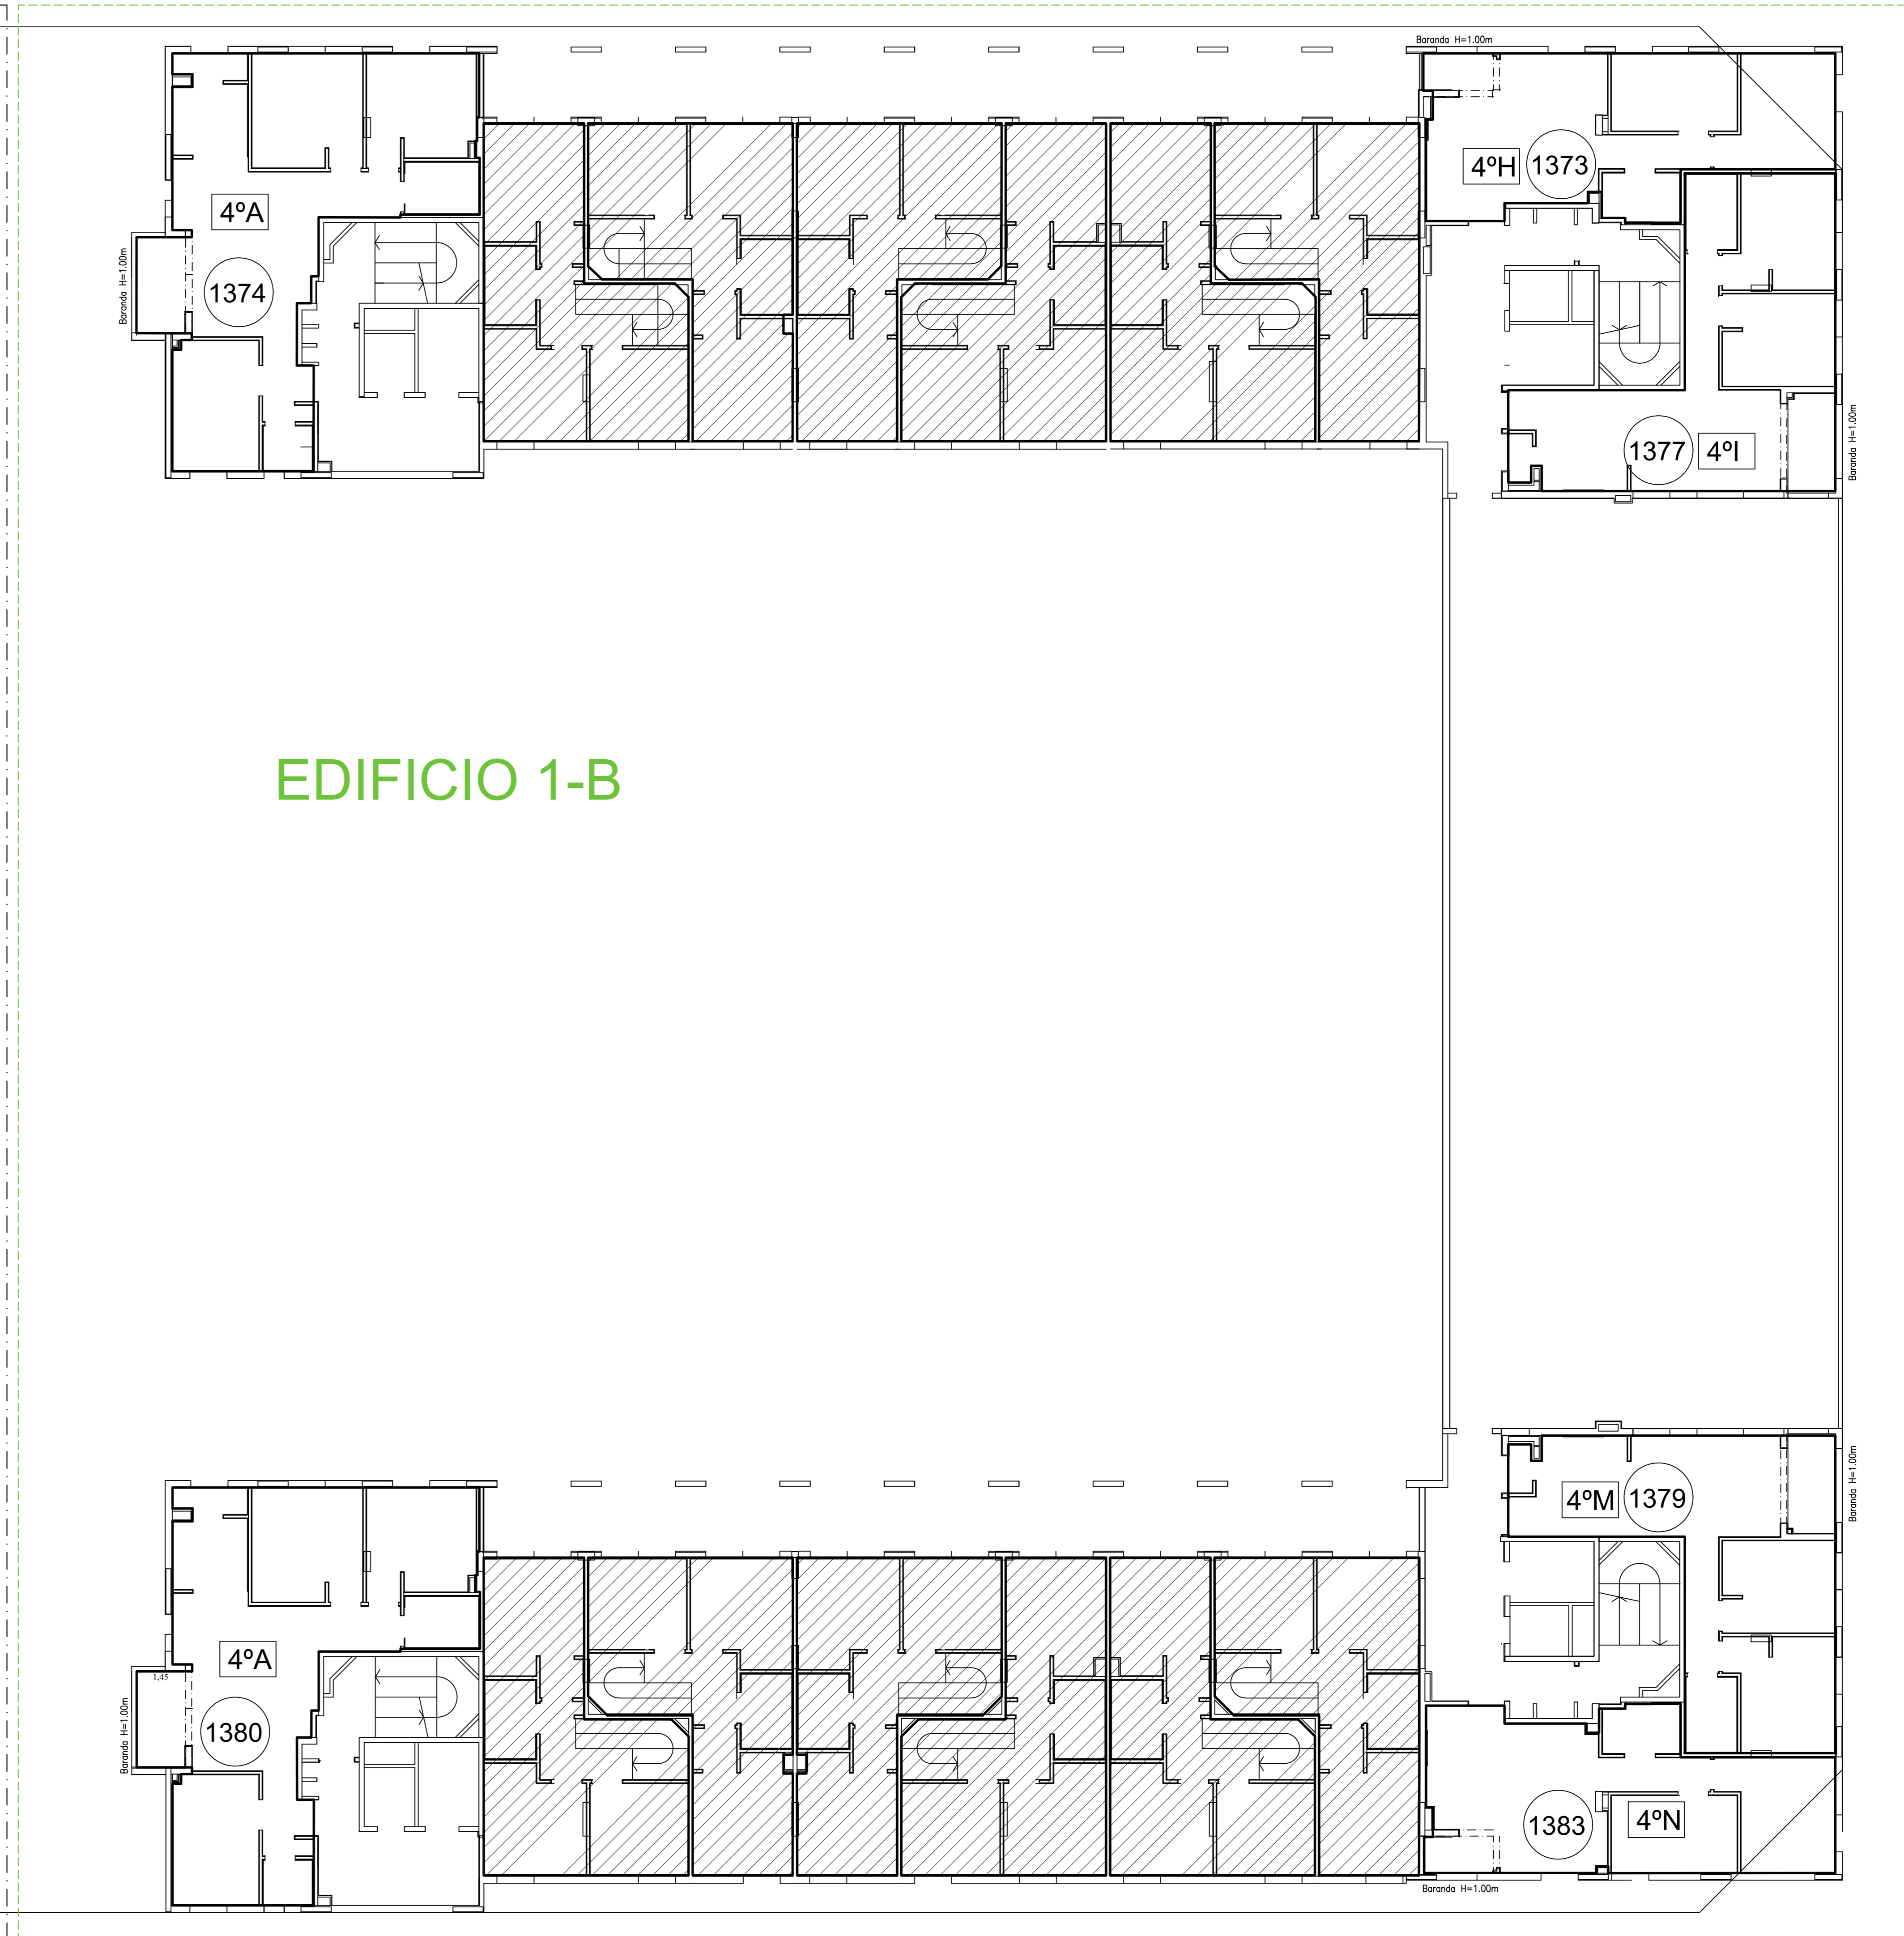 Baranda H=1.00m
4ºH
1373
4ºA
1374
Baranda H=1.00m
1377
4ºI
Baranda H=1.00m
EDIFICIO 1-B
4ºM
1379
Baranda H=1.00m
4ºA
1,45
1380
Baranda H=1.00m
1383
4ºN
Baranda H=1.00m